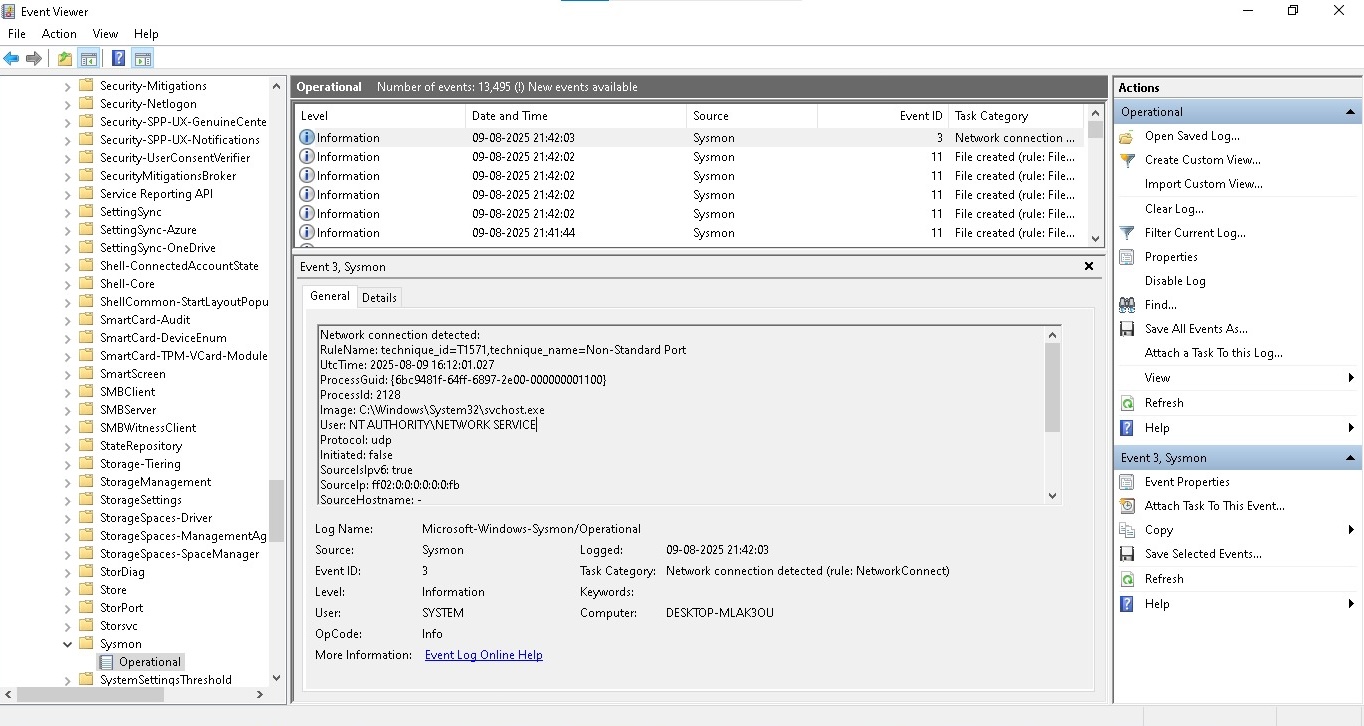 Event Viewer
File Action View Help
Security-Mitigations
Security-Netlogon
Security-SPP-UX-GenuineCente
Security-SPP-UX-Notifications
Security-UserConsentVerifier
SecurityMitigationsBroker
Service Reporting API
SettingSync
SettingSync-Azure
SettingSync-OneDrive
Shell-ConnectedAccountState
Shell-Core
ShellCommon-StartLayoutPopu
SmartCard-Audit
SmartCard-DeviceEnum
SmartCard-TPM-VCard-Module
SmartScreen
SMBClient
SMBServer
SMBWitnessClient
StateRepository
Storage-Tiering
StorageManagement
StorageSettings
StorageSpaces-Driver
StorageSpaces-ManagementAg
StorageSpaces-SpaceManager
StorDiag
Store
StorPort
Storsvc
Sysmon
Operational
SystemSettingsThreshold
Operational Number of events: 13,495 (!) New events available
Level Date and Time Source Event ID Task Category
Information 09-08-2025 21:42:03 Sysmon 3 Network connection ...
Information 09-08-2025 21:42:02 Sysmon 11 File created (rule: File...
Information 09-08-2025 21:42:02 Sysmon 11 File created (rule: File...
Information 09-08-2025 21:42:02 Sysmon 11 File created (rule: File...
Information 09-08-2025 21:42:02 Sysmon 11 File created (rule: File...
Information 09-08-2025 21:41:44 Sysmon 11 File created (rule: File...
Event 3, Sysmon
General Details
Network connection detected:
RuleName: technique_id=T1571,technique_name=Non-Standard Port
UtcTime: 2025-08-09 16:12:01.027
ProcessGuid: {6bc9481f-64ff-6897-2e00-000000001100}
ProcessId: 2128
Image: C:\Windows\System32\svchost.exe
User: NT AUTHORITY\NETWORK SERVICE
Protocol: udp
Initiated: false
SourceIsIpv6: true
SourceIp: ff02:0:0:0:0:0:0:fb
SourceHostname: -
Log Name: Microsoft-Windows-Sysmon/Operational
Source: Sysmon Logged: 09-08-2025 21:42:03
Event ID: 3 Task Category: Network connection detected (rule: NetworkConnect)
Level: Information Keywords:
User: SYSTEM Computer: DESKTOP-MLAK3OU
OpCode: Info
More Information: Event Log Online Help
Actions
Operational
Open Saved Log...
Create Custom View...
Import Custom View...
Clear Log...
Filter Current Log...
Properties
Disable Log
Find...
Save All Events As...
Attach a Task To this Log...
View
Refresh
Help
Event 3, Sysmon
Event Properties
Attach Task To This Event...
Copy
Save Selected Events...
Refresh
Help